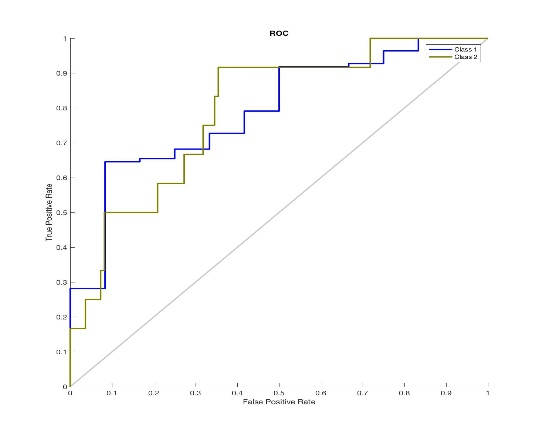 ROC
Class 1
Class 2
True Positive Rate
1
0.9
0.8
0.7
0.6
0.5
0.4
0.3
0.2
0.1
0
0 0.1 0.2 0.3 0.4 0.5 0.6 0.7 0.8 0.9 1
False Positive Rate